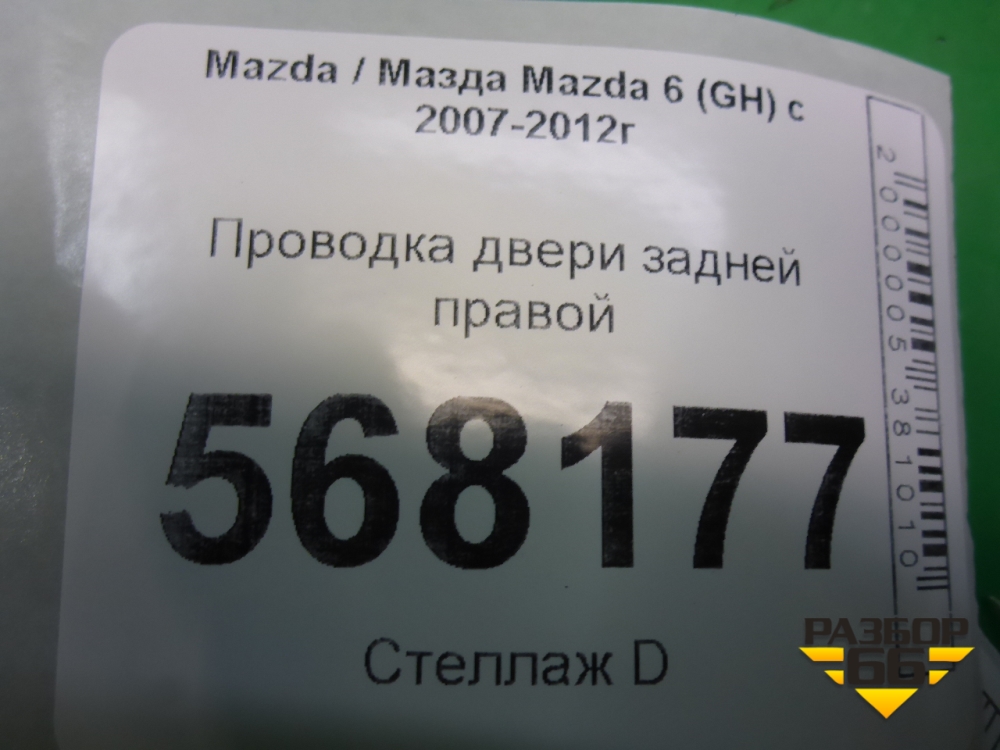 Mazda / Мазда Mazda 6 (GH) с
2007-2012г
Проводка двери задней
правой
568177
Стеллаж D
2000005381010
РАЗБОР
66